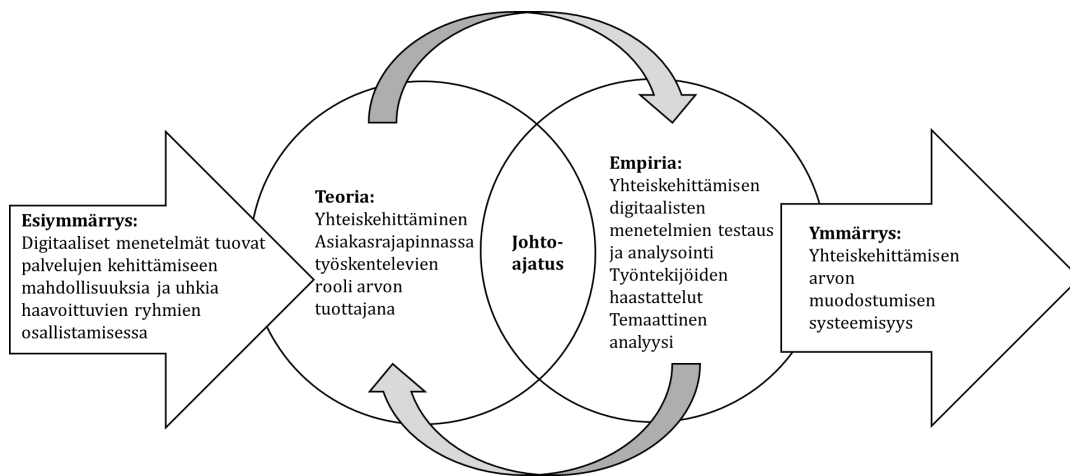 Esiymmärrys:
Digitaaliset menetelmät tuovat
palvelujen kehittämiseen
mahdollisuuksia ja uhkia
haavoittuvien ryhmien
osallistamisessa
Teoria:
Yhteiskehittäminen
Asiakasrajapinnassa
työskentelevien
rooli arvon
tuottajana
Johto-
ajatus
Empiria:
Yhteiskehittämisen
digitaalisten
menetelmien testaus
ja analysointi
Työntekijöiden
haastattelut
Temaattinen
analyysi
Ymmärrys:
Yhteiskehittämisen
arvon
muodostumisen
systeemisyys